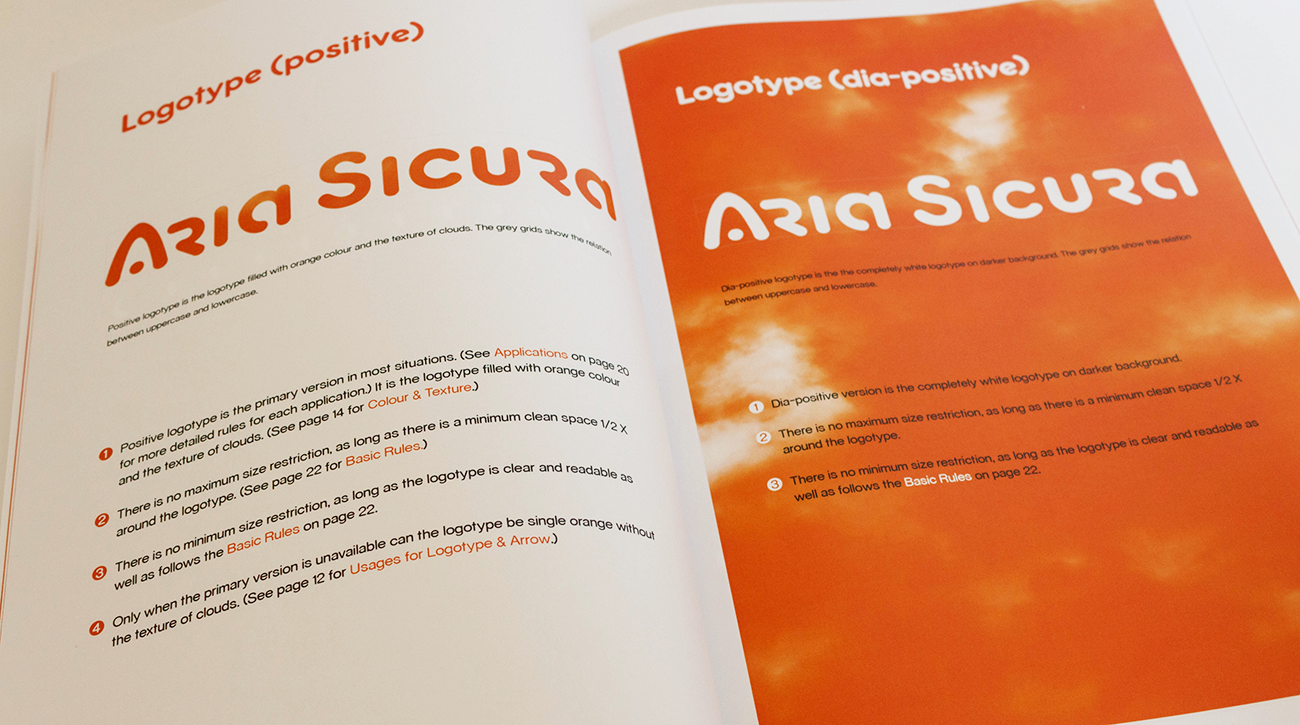 Logotype (positive)
Aria Sicura
Positive logotype is the logotype filled with orange colour and the texture of clouds. The grey grids show the relation
between uppercase and lowercase.
1 Positive logotype is the primary version in most situations. (See Applications on page 20
for more detailed rules for each application.) It is the logotype filled with orange colour
and the texture of clouds. (See page 14 for Colour & Texture.)
2 There is no maximum size restriction, as long as there is a minimum clean space 1/2 X
around the logotype. (See page 22 for Basic Rules.)
3 There is no minimum size restriction, as long as the logotype is clear and readable as
well as follows the Basic Rules on page 22.
4 Only when the primary version is unavailable can the logotype be single orange without
the texture of clouds. (See page 12 for Usages for Logotype & Arrow.)
Logotype (dia-positive)
Aria Sicura
Dia-positive logotype is the the completely white logotype on darker background. The grey grids show the relation
between uppercase and lowercase.
1 Dia-positive version is the completely white logotype on darker background.
2 There is no maximum size restriction, as long as there is a minimum clean space 1/2 X
around the logotype.
3 There is no minimum size restriction, as long as the logotype is clear and readable as
well as follows the Basic Rules on page 22.